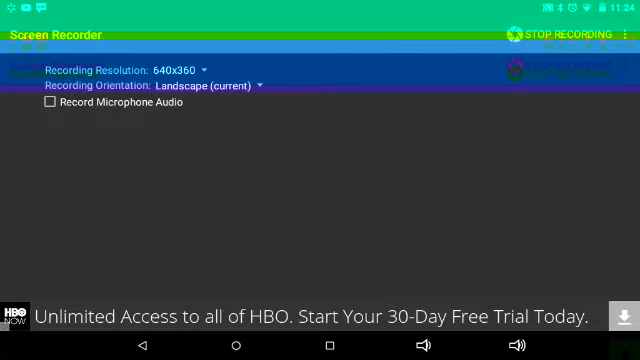 11:24
Screen Recorder
STOP RECORDING
Recording Resolution: 640x360
Recording Orientation: Landscape (current)
Record Microphone Audio
HBO
NOW
Unlimited Access to all of HBO. Start Your 30-Day Free Trial Today.